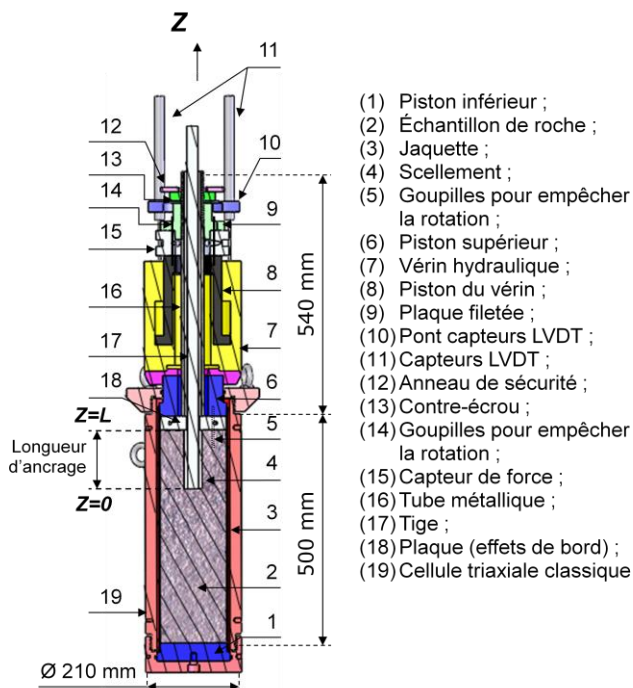 Z
11
12
13
14
15
16
17
18
Z=L
Longueur
d'ancrage
Z=0
19
Ø 210 mm
10
9
8
7
6
5
4
3
2
1
540 mm
500 mm
(1) Piston inférieur ;
(2) Échantillon de roche ;
(3) Jaquette ;
(4) Scellement ;
(5) Goupilles pour empêcher
la rotation ;
(6) Piston supérieur ;
(7) Vérin hydraulique ;
(8) Piston du vérin ;
(9) Plaque filetée ;
(10) Pont capteurs LVDT ;
(11) Capteurs LVDT ;
(12) Anneau de sécurité ;
(13) Contre-écrou ;
(14) Goupilles pour empêcher
la rotation ;
(15) Capteur de force ;
(16) Tube métallique ;
(17) Tige ;
(18) Plaque (effets de bord) ;
(19) Cellule triaxiale classique